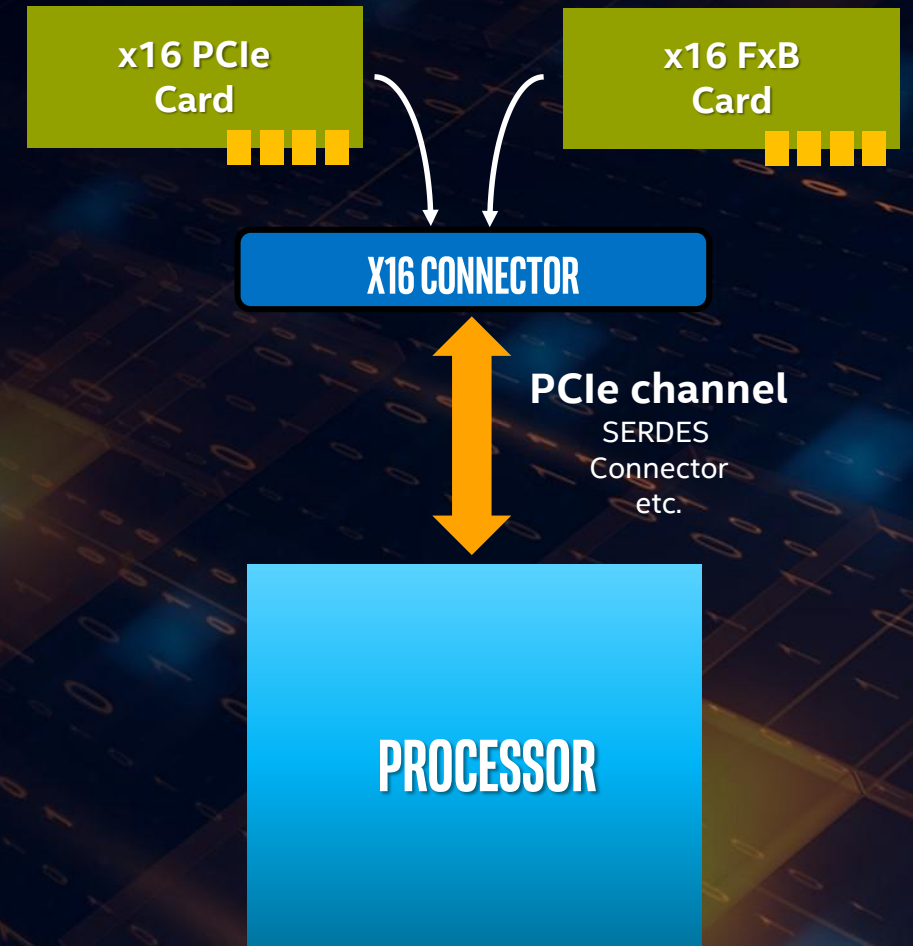 x16 PCIe
Card
x16 FxB
Card
X16 CONNECTOR
PCIe channel
SERDES
Connector
etc.
PROCESSOR